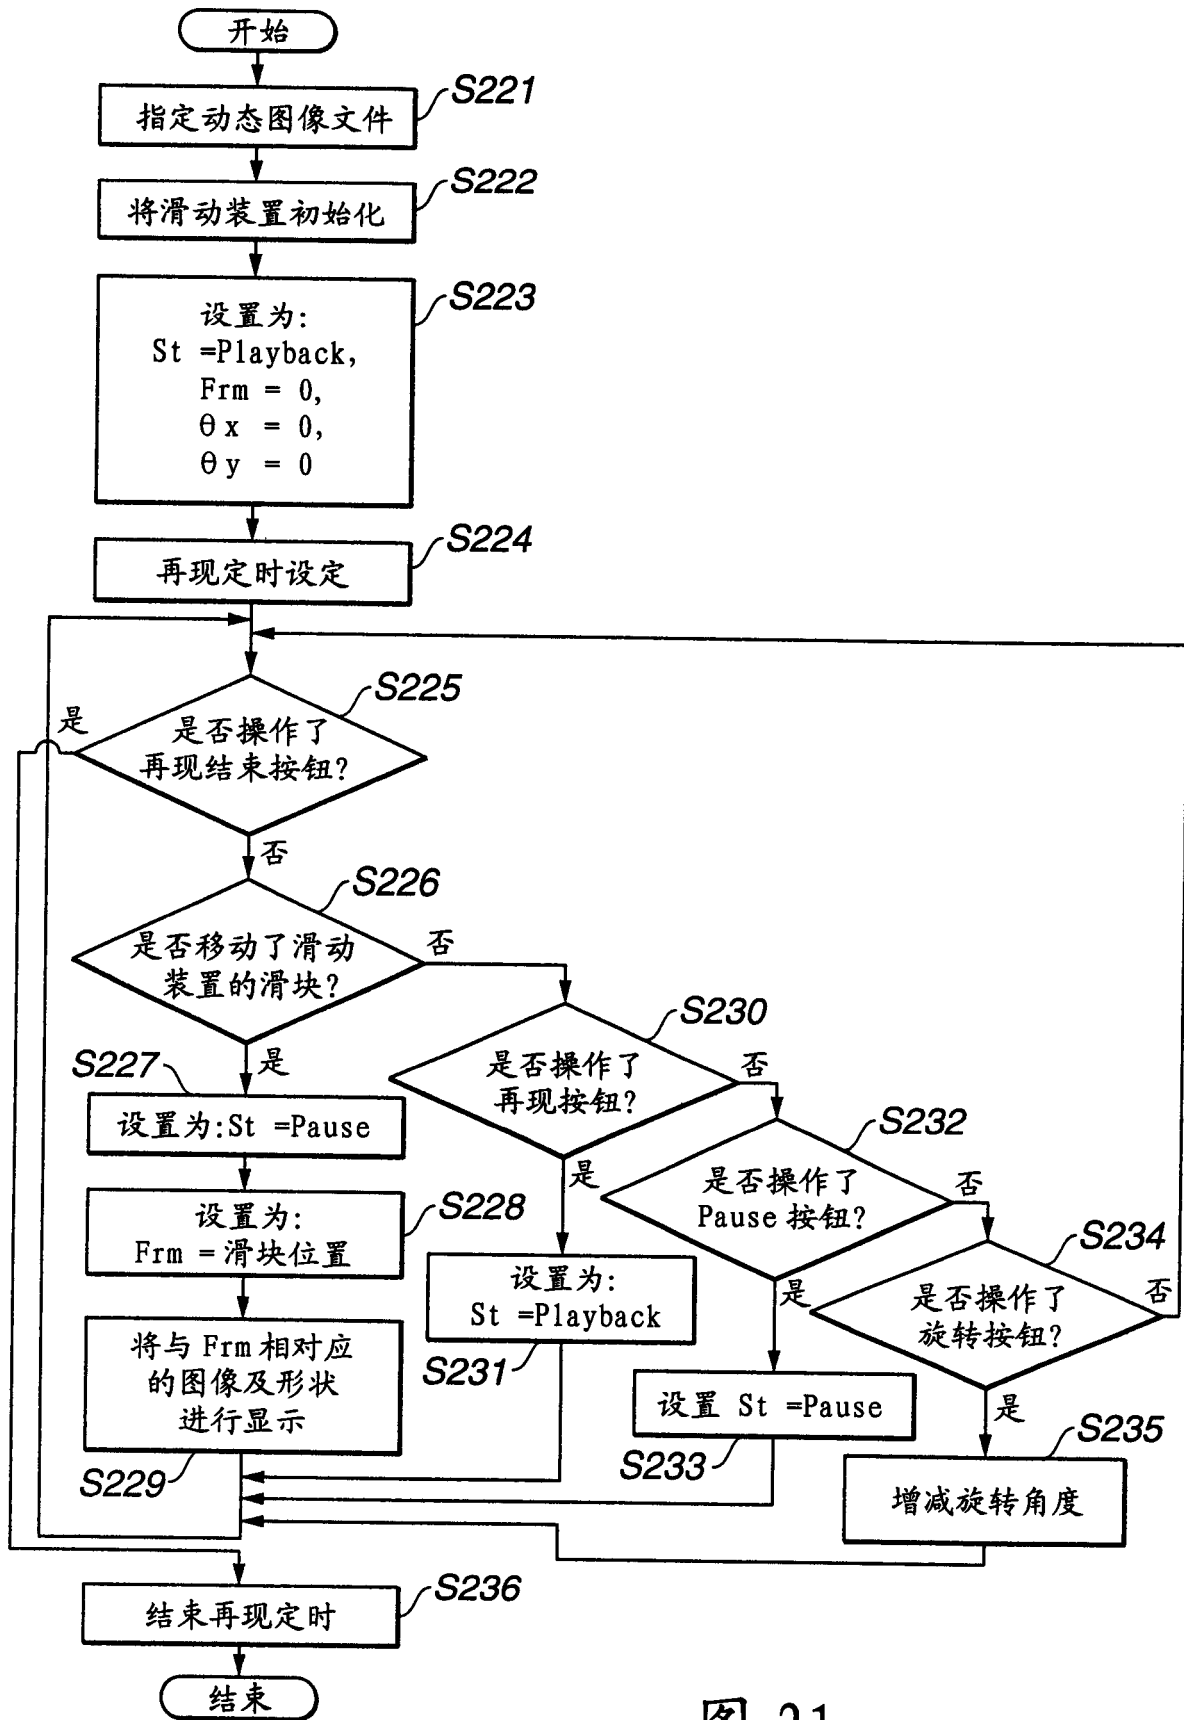 开始
S221
指定动态图像文件
S222
将滑动装置初始化
S223
设置为:
St =Playback,
Frm = 0,
θx = 0,
θy = 0
S224
再现定时设定
S225
是
是否操作了
再现结束按钮?
否
S226
是否移动了滑动
装置的滑块?
否
是
S227
设置为:St =Pause
S228
设置为:
Frm =滑块位置
将与 Frm 相对应
的图像及形状
进行显示
S229
S230
是否操作了
再现按钮?
否
是
设置为:
St =Playback
S231
S232
是否操作了
Pause 按钮?
否
是
设置 St =Pause
S233
S234
是否操作了
旋转按钮?
否
是
S235
增减旋转角度
S236
结束再现定时
结束
图 21